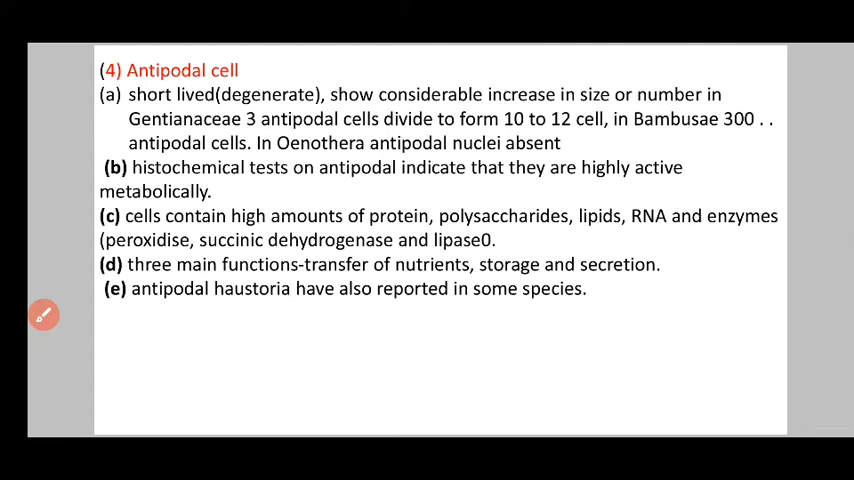 (4) Antipodal cell
(a) short lived(degenerate), show considerable increase in size or number in
Gentianaceae 3 antipodal cells divide to form 10 to 12 cell, in Bambusae 300 . .
antipodal cells. In Oenothera antipodal nuclei absent
(b) histochemical tests on antipodal indicate that they are highly active
metabolically.
(c) cells contain high amounts of protein, polysaccharides, lipids, RNA and enzymes
(peroxidise, succinic dehydrogenase and lipase0.
(d) three main functions-transfer of nutrients, storage and secretion.
(e) antipodal haustoria have also reported in some species.